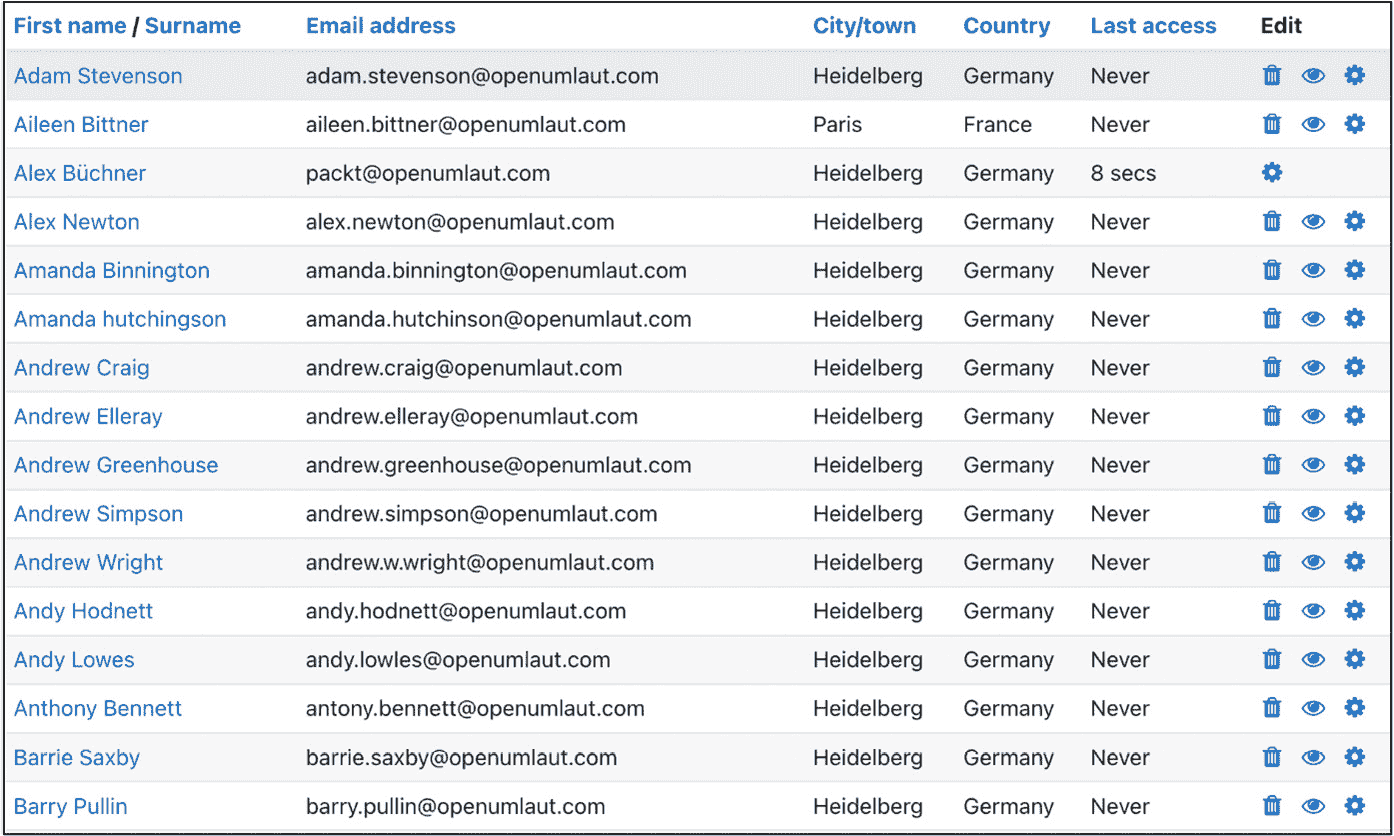 First name / Surname Email address City/town Country Last access Edit
Adam Stevenson adam.stevenson@openumlaut.com Heidelberg Germany Never
Aileen Bittner aileen.bittner@openumlaut.com Paris France Never
Alex Büchner packt@openumlaut.com Heidelberg Germany 8 secs
Alex Newton alex.newton@openumlaut.com Heidelberg Germany Never
Amanda Binnington amanda.binnington@openumlaut.com Heidelberg Germany Never
Amanda hutchingson amanda.hutchinson@openumlaut.com Heidelberg Germany Never
Andrew Craig andrew.craig@openumlaut.com Heidelberg Germany Never
Andrew Elleray andrew.elleray@openumlaut.com Heidelberg Germany Never
Andrew Greenhouse andrew.greenhouse@openumlaut.com Heidelberg Germany Never
Andrew Simpson andrew.simpson@openumlaut.com Heidelberg Germany Never
Andrew Wright andrew.w.wright@openumlaut.com Heidelberg Germany Never
Andy Hodnett andy.hodnett@openumlaut.com Heidelberg Germany Never
Andy Lowes andy.lowles@openumlaut.com Heidelberg Germany Never
Anthony Bennett antony.bennett@openumlaut.com Heidelberg Germany Never
Barrie Saxby barrie.saxby@openumlaut.com Heidelberg Germany Never
Barry Pullin barry.pullin@openumlaut.com Heidelberg Germany Never